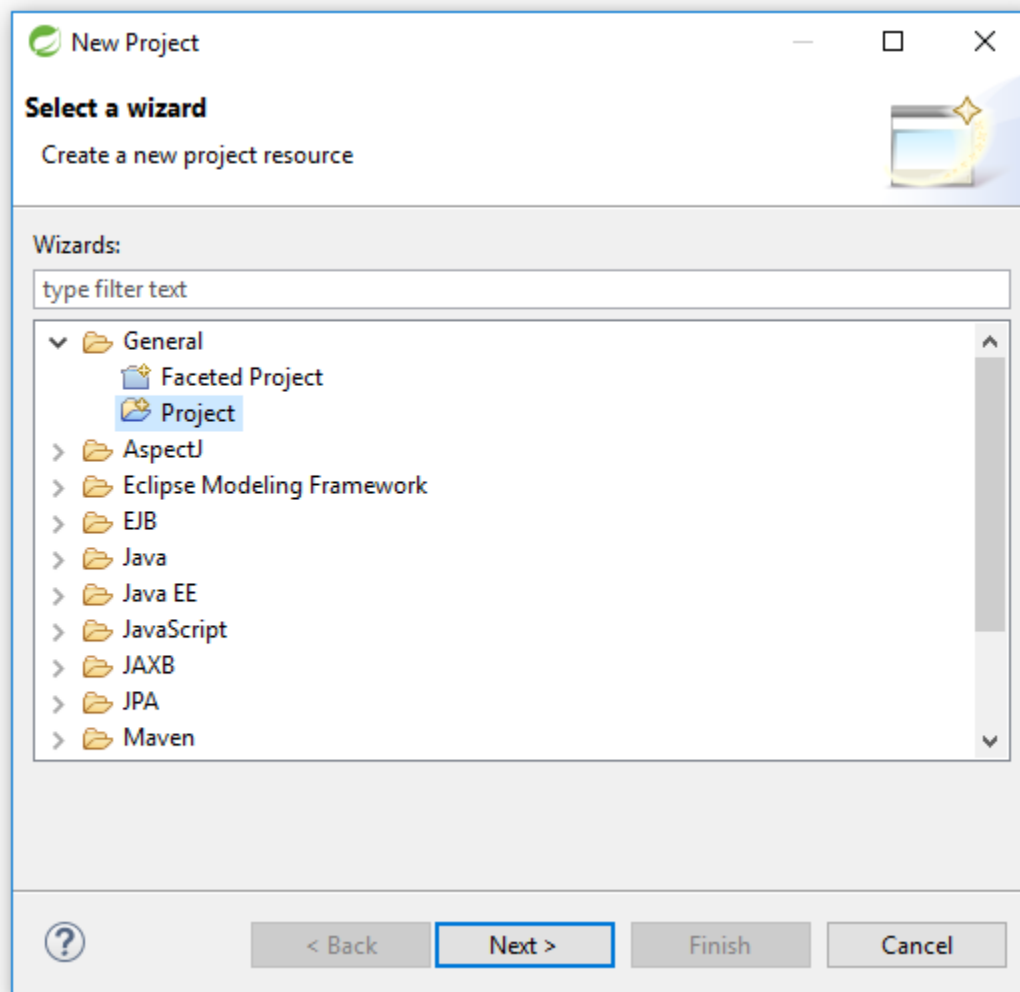 New Project
Select a wizard
Create a new project resource
Wizards:
type filter text
General
Faceted Project
Project
AspectJ
Eclipse Modeling Framework
EJB
Java
Java EE
JavaScript
JAXB
JPA
Maven
? < Back Next > Finish Cancel